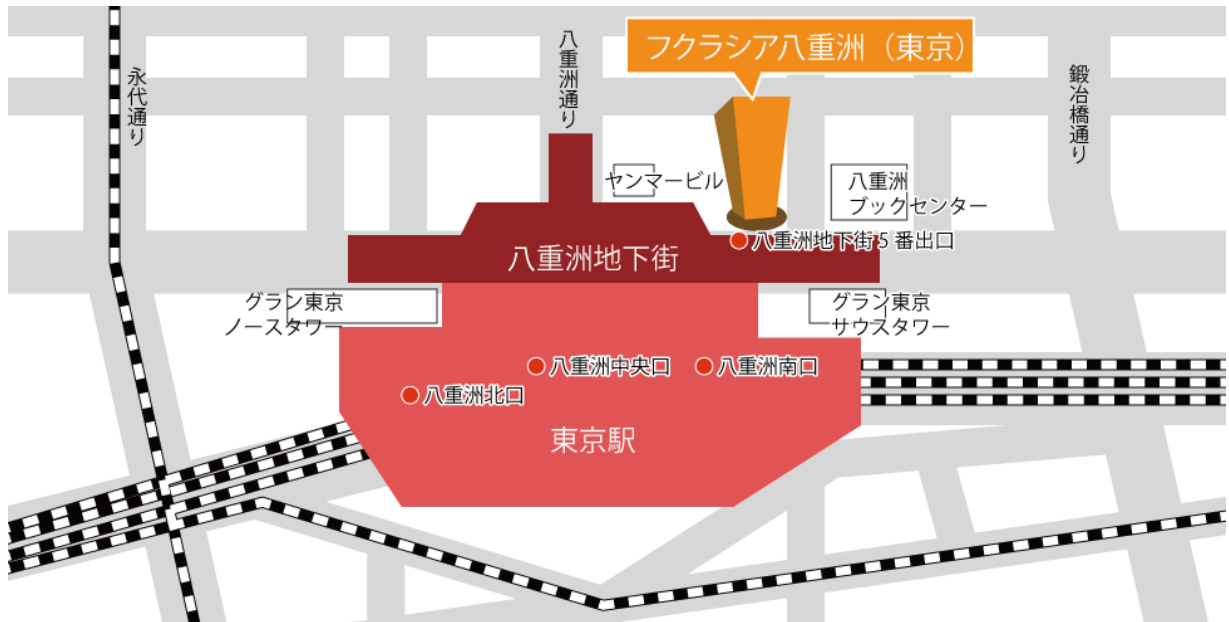 フクラシア八重洲（東京）
永代通り
八重洲通り
鍛冶橋通り
ヤンマービル
八重洲
ブックセンター
八重洲地下街5番出口
八重洲地下街
グラン東京
ノースタワー
グラン東京
サウスタワー
八重洲中央口
八重洲南口
八重洲北口
東京駅